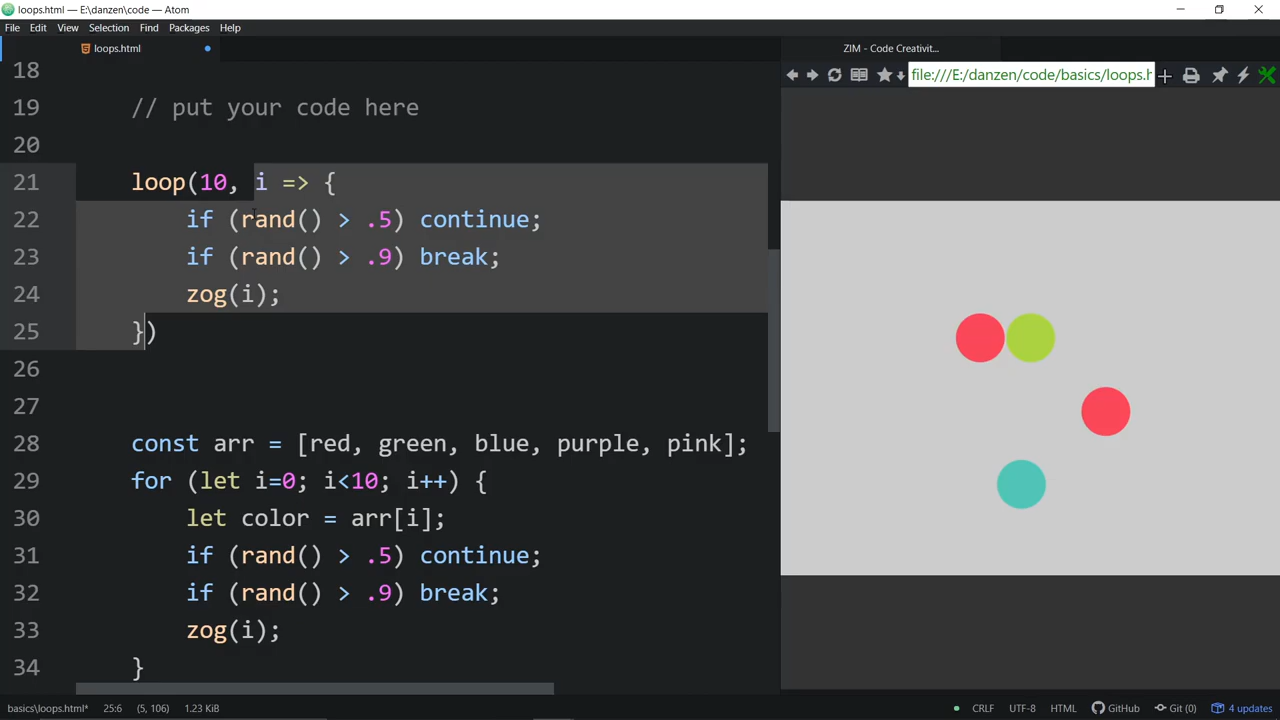 loops.html — E:\danzen\code — Atom
File Edit View Selection Find Packages Help
loops.html
ZIM - Code Creativit...
file:///E:/danzen/code/basics/loops.h
18
19 // put your code here
20
21 loop(10, i => {
22 if (rand() > .5) continue;
23 if (rand() > .9) break;
24 zog(i);
25 })
26
27
28 const arr = [red, green, blue, purple, pink];
29 for (let i=0; i<10; i++) {
30 let color = arr[i];
31 if (rand() > .5) continue;
32 if (rand() > .9) break;
33 zog(i);
34 }
basics\loops.html* 25:6 (5, 106) 1.23 KiB CRLF UTF-8 HTML GitHub Git (0) 4 updates